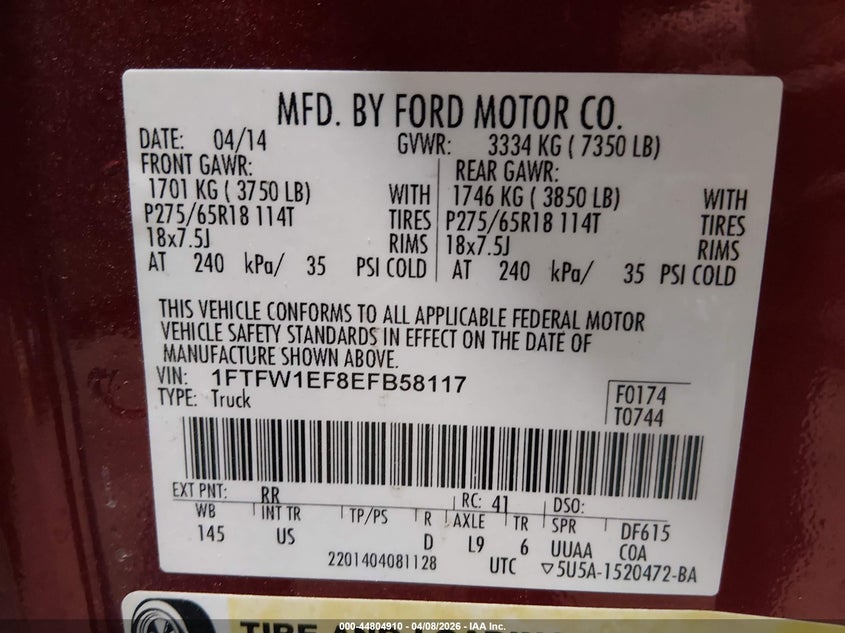 MFD. BY FORD MOTOR CO.
DATE: 04/14 GVWR: 3334 KG ( 7350 LB)
FRONT GAWR: REAR GAWR:
1701 KG ( 3750 LB) WITH 1746 KG ( 3850 LB) WITH
P275/65R18 114T TIRES P275/65R18 114T TIRES
18x7.5J RIMS 18x7.5J RIMS
AT 240 kPa/ 35 PSI COLD AT 240 kPa/ 35 PSI COLD
THIS VEHICLE CONFORMS TO ALL APPLICABLE FEDERAL MOTOR
VEHICLE SAFETY STANDARDS IN EFFECT ON THE DATE OF
MANUFACTURE SHOWN ABOVE.
VIN: 1FTFW1EF8EFB58117 F0174
TYPE: Truck T0744
EXT PNT: RR RC: 41 DSO:
WB INT TR TP/PS R AXLE TR SPR DF615
145 US D L9 6 UUAA COA
2201404081128 UTC ▽5U5A-1520472-BA
000-44804910 - 04/08/2026 - IAA Inc.